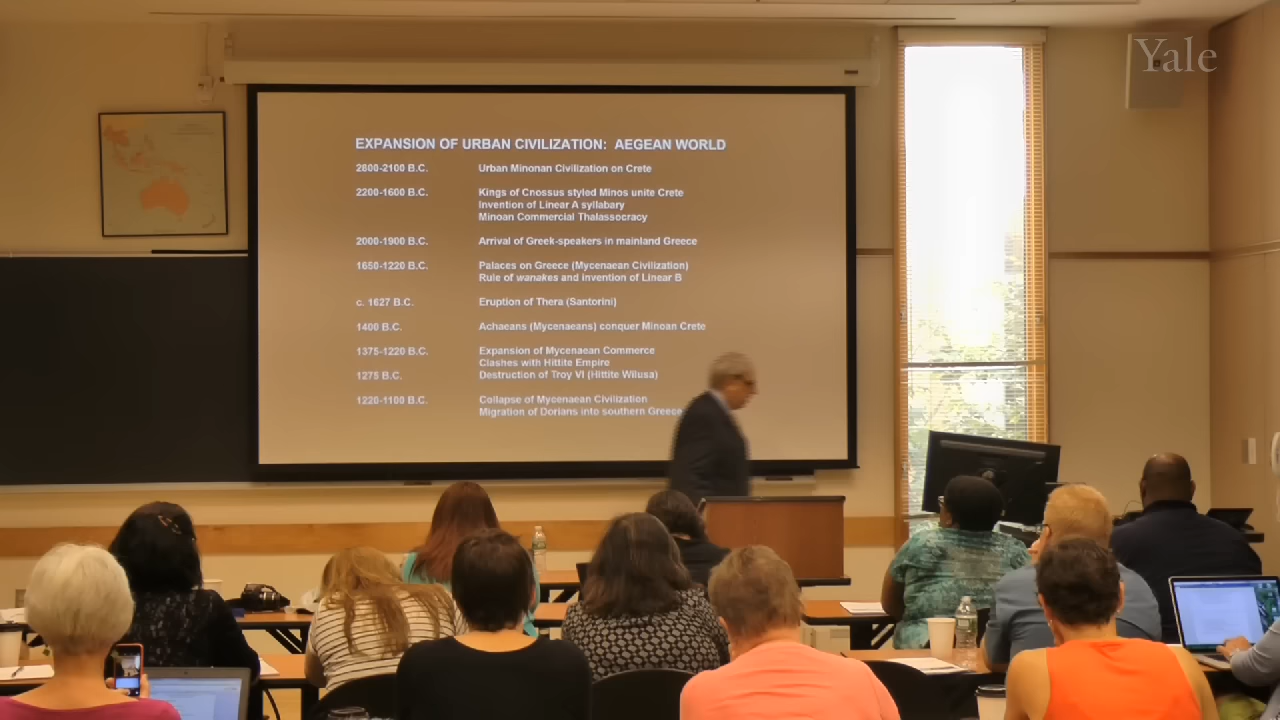 Yale
EXPANSION OF URBAN CIVILIZATION: AEGEAN WORLD
2800-2100 B.C. Urban Minonan Civilization on Crete
2200-1600 B.C. Kings of Cnossus styled Minos unite Crete
Invention of Linear A syllabary
Minoan Commercial Thalassocracy
2000-1900 B.C. Arrival of Greek-speakers in mainland Greece
1650-1220 B.C. Palaces on Greece (Mycenaean Civilization)
Rule of wanakes and invention of Linear B
c. 1627 B.C. Eruption of Thera (Santorini)
1400 B.C. Achaeans (Mycenaeans) conquer Minoan Crete
1375-1220 B.C. Expansion of Mycenaean Commerce
Clashes with Hittite Empire
1275 B.C. Destruction of Troy VI (Hittite Wilusa)
1220-1100 B.C. Collapse of Mycenaean Civilization
Migration of Dorians into southern Greece